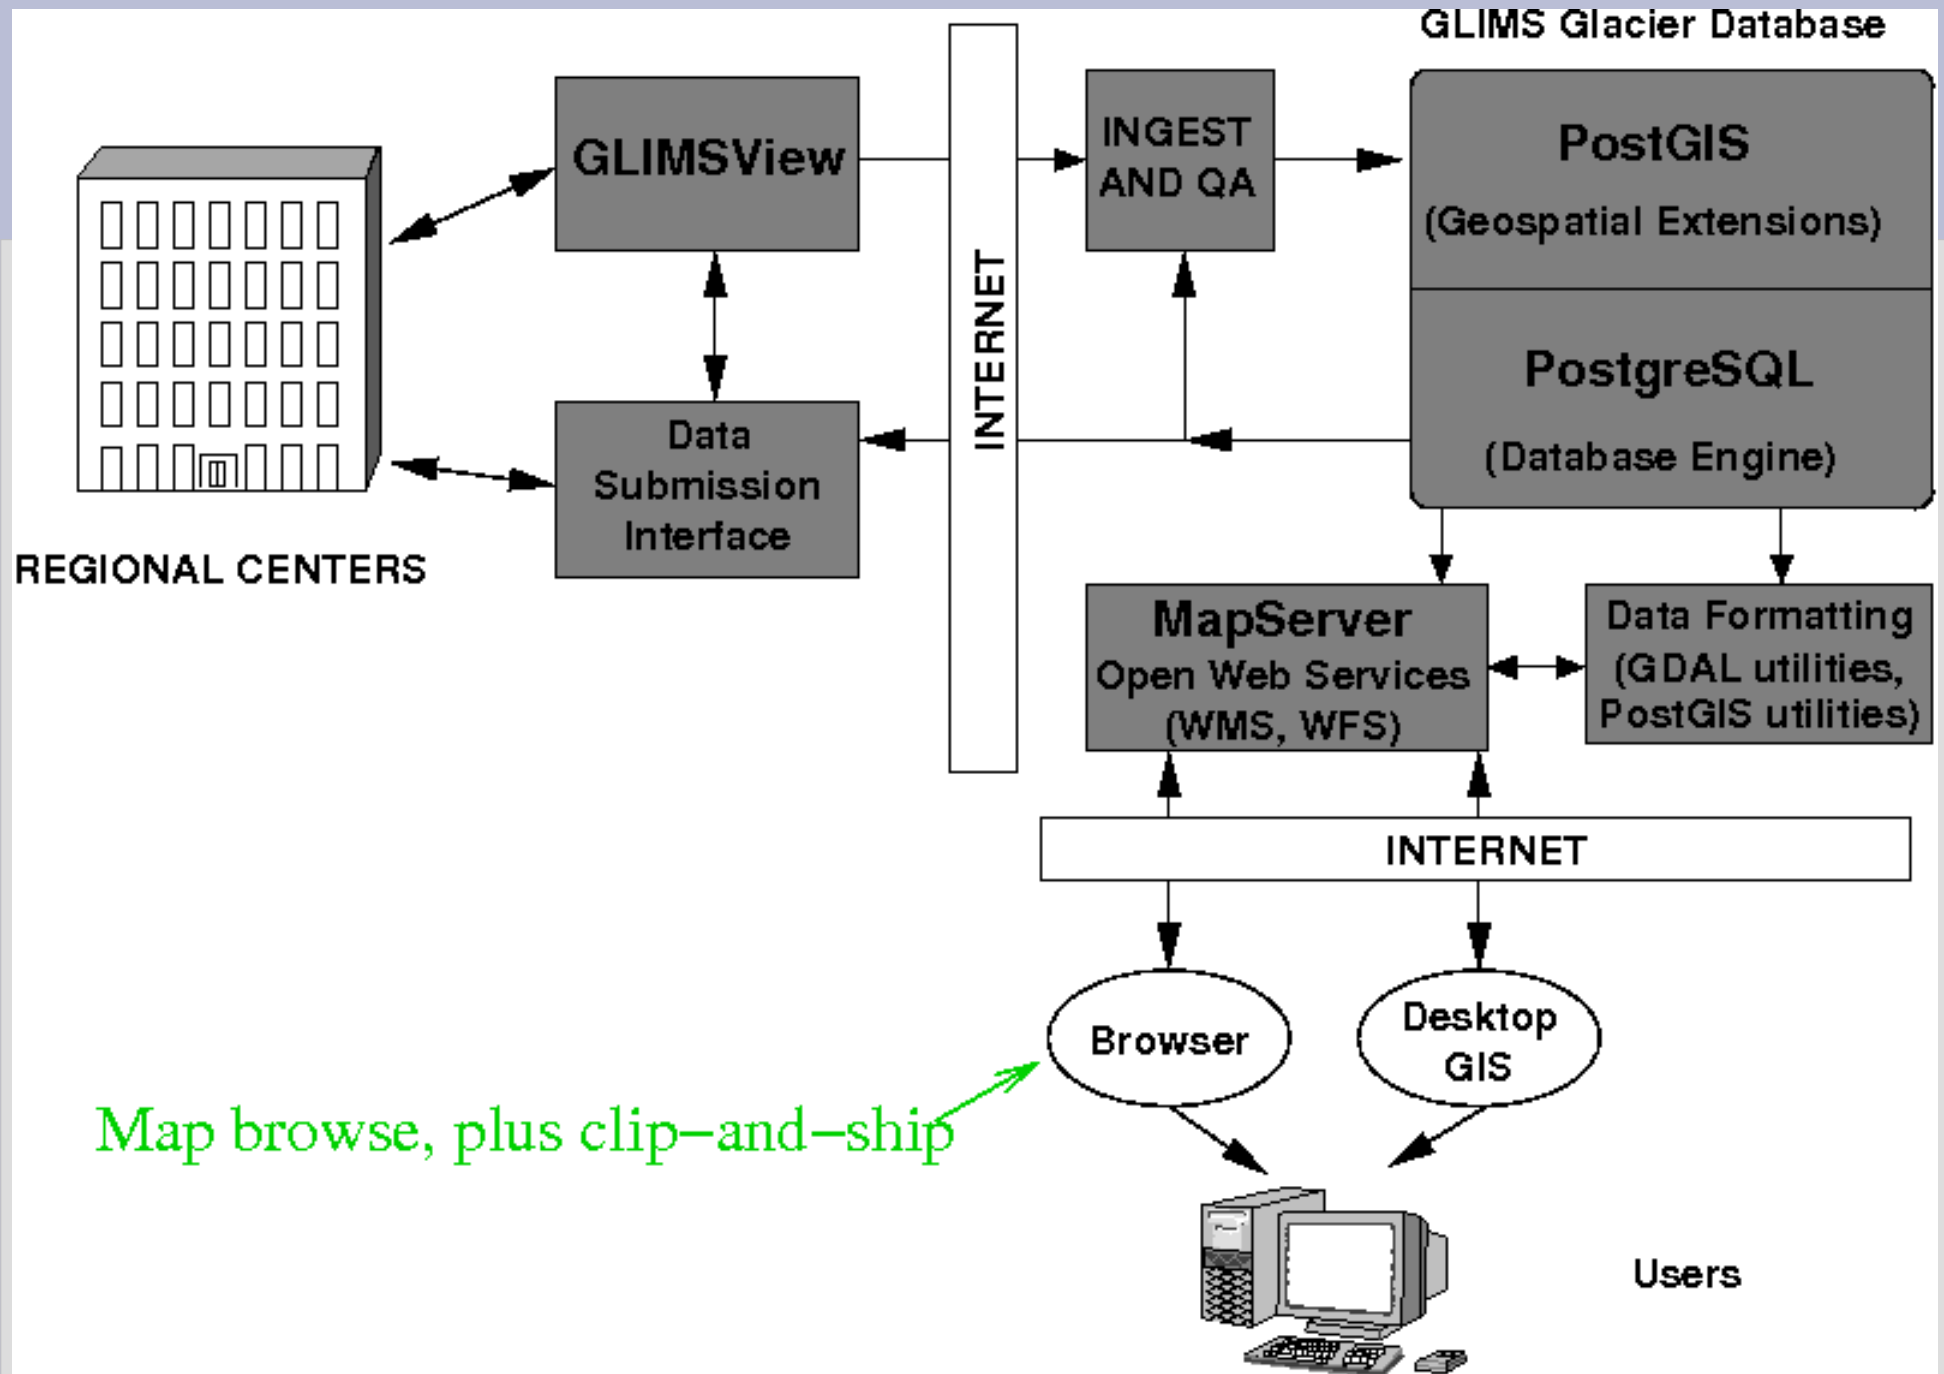 GLIMS Glacier Database
GLIMSView
INGEST
AND QA
PostGIS
(Geospatial Extensions)
PostgreSQL
(Database Engine)
INTERNET
Data
Submission
Interface
REGIONAL CENTERS
MapServer
Open Web Services
(WMS, WFS)
Data Formatting
(GDAL utilities,
PostGIS utilities)
INTERNET
Browser
Desktop
GIS
Map browse, plus clip−and−ship
Users